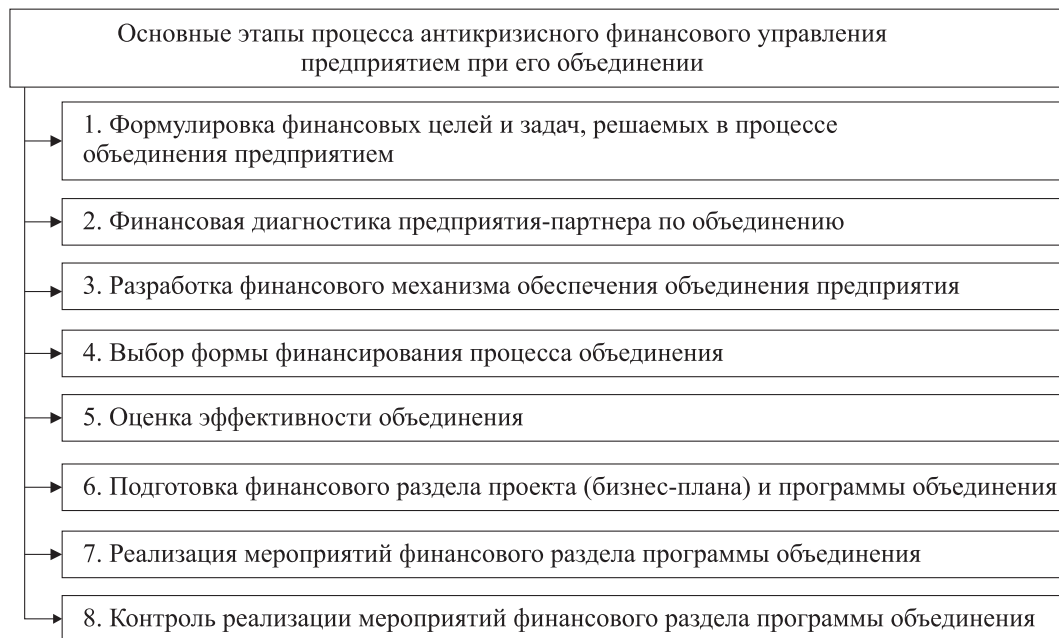 Основные этапы процесса антикризисного финансового управления
предприятием при его объединении
1. Формулировка финансовых целей и задач, решаемых в процессе
объединения предприятием
2. Финансовая диагностика предприятия-партнера по объединению
3. Разработка финансового механизма обеспечения объединения предприятия
4. Выбор формы финансирования процесса объединения
5. Оценка эффективности объединения
6. Подготовка финансового раздела проекта (бизнес-плана) и программы объединения
7. Реализация мероприятий финансового раздела программы объединения
8. Контроль реализации мероприятий финансового раздела программы объединения